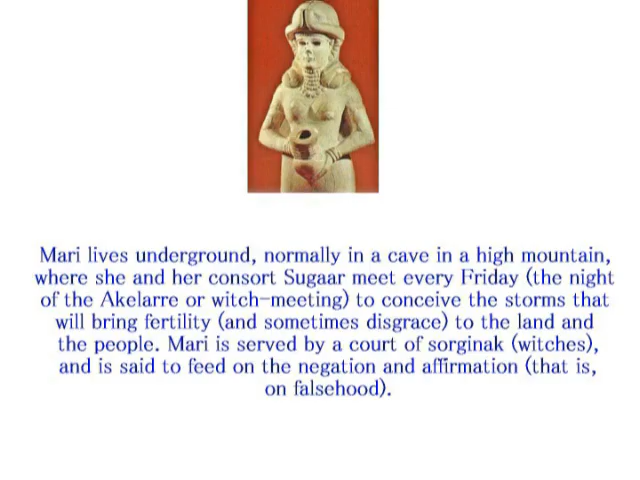 Mari lives underground, normally in a cave in a high mountain,
where she and her consort Sugaar meet every Friday (the night
of the Akelarre or witch-meeting) to conceive the storms that
will bring fertility (and sometimes disgrace) to the land and
the people. Mari is served by a court of sorginak (witches),
and is said to feed on the negation and affirmation (that is,
on falsehood).